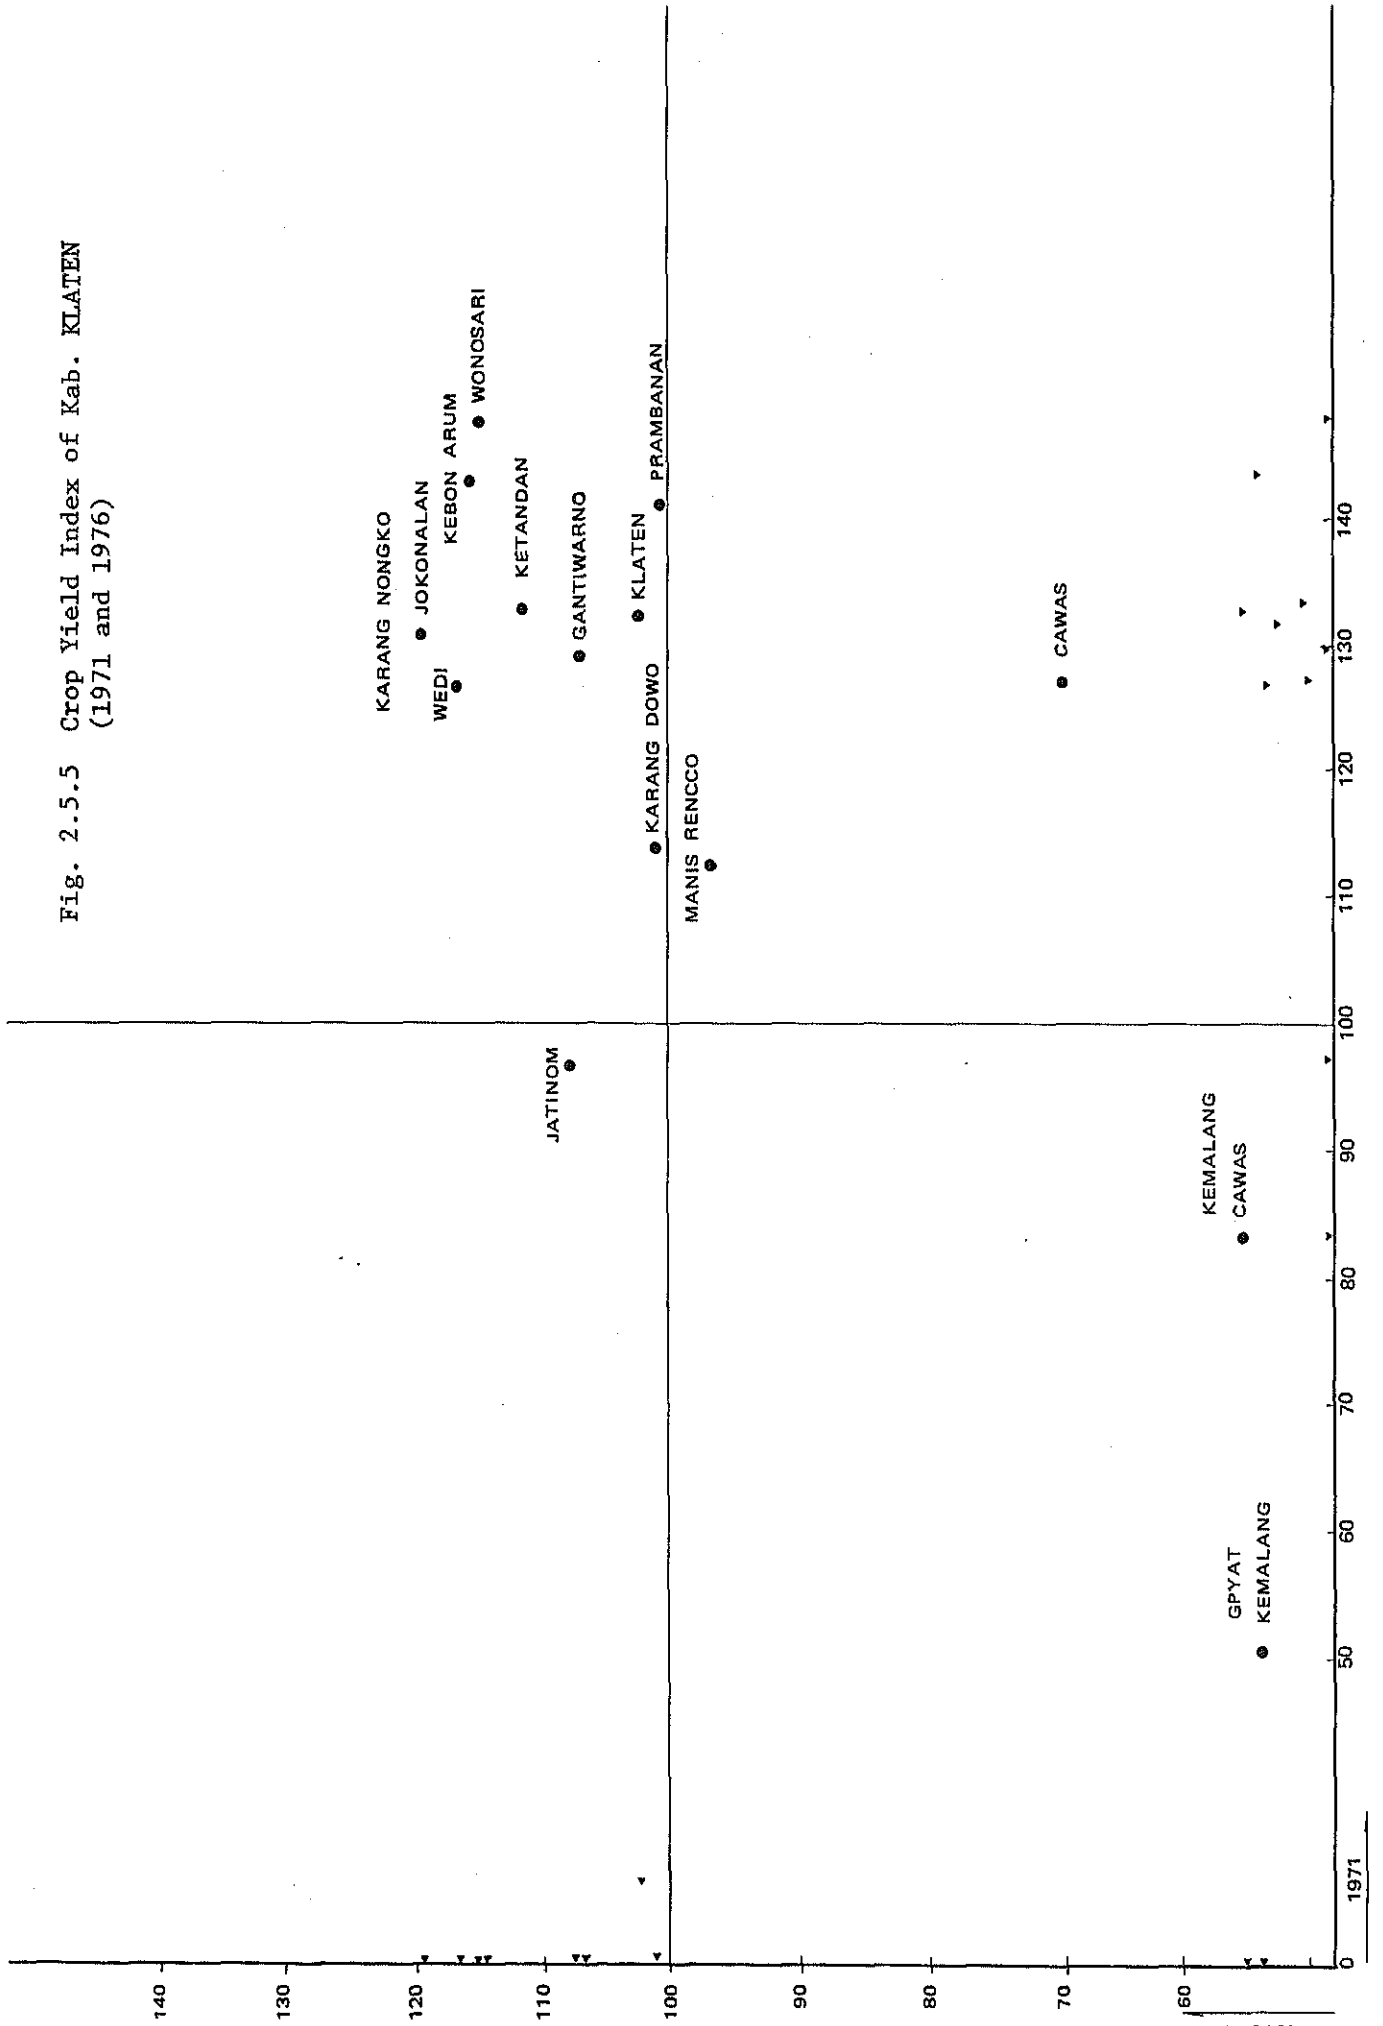 Fig. 2.5.5 Crop Yield Index of Kab. KLATEN
(1971 and 1976)
140
130
120
110
100
90
80
70
60
KARANG NONGKO
JOKONALAN
WEDI
KEBON ARUM
WONOSARI
KETANDAN
JATINOM
GANTIWARNO
KLATEN
PRAMBANAN
KARANG DOWO
MANIS RENCCO
CAWAS
KEMALANG
CAWAS
GPYAT
KEMALANG
0
50
60
70
80
90
100
110
120
130
140
1971